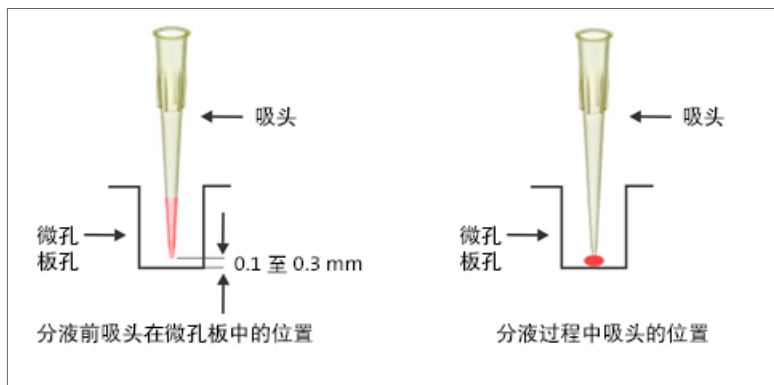 吸头
微孔
板孔
0.1 至 0.3 mm
分液前吸头在微孔板中的位置
吸头
微孔
板孔
分液过程中吸头的位置